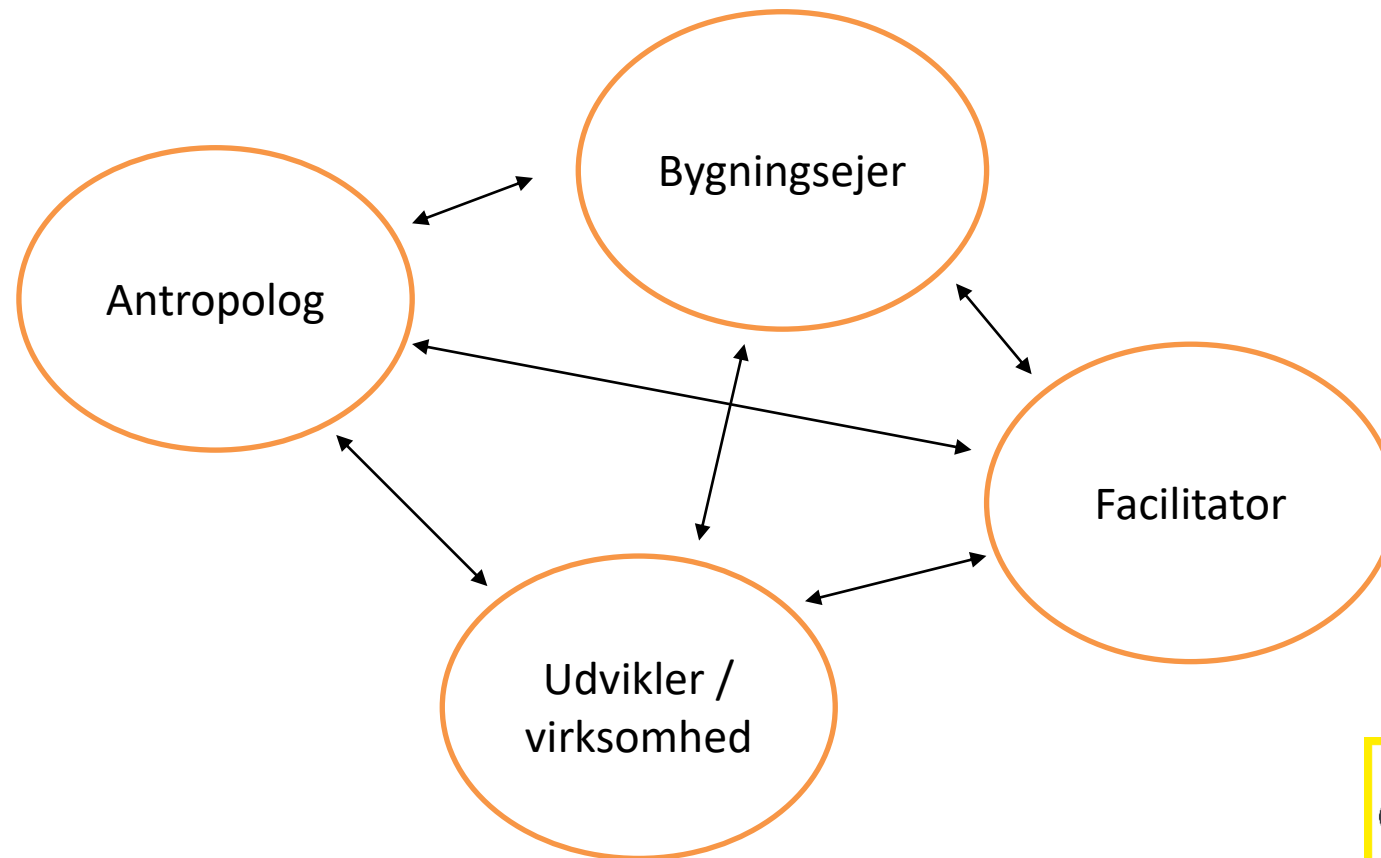 Bygningsejer
Antropolog
Facilitator
Udvikler /
virksomhed